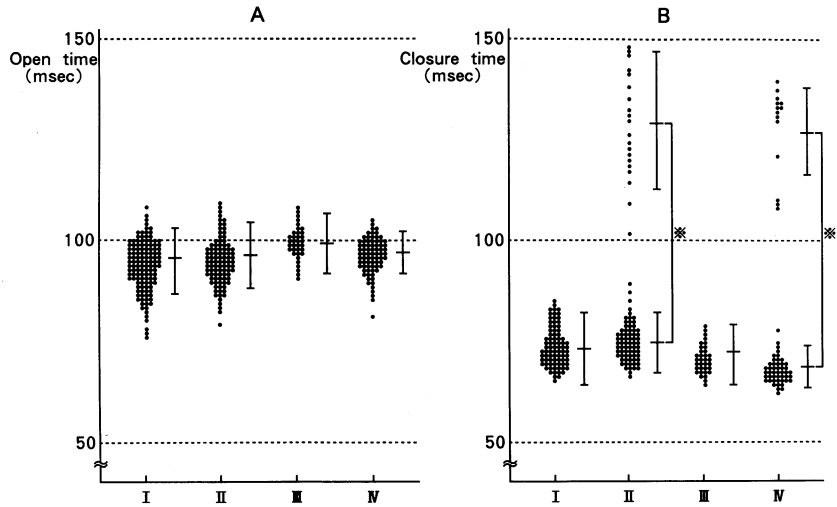 A
150
Open time
(msec)
100
50
I
II
III
IV
B
150
Closure time
(msec)
100
※
※
50
I
II
III
IV